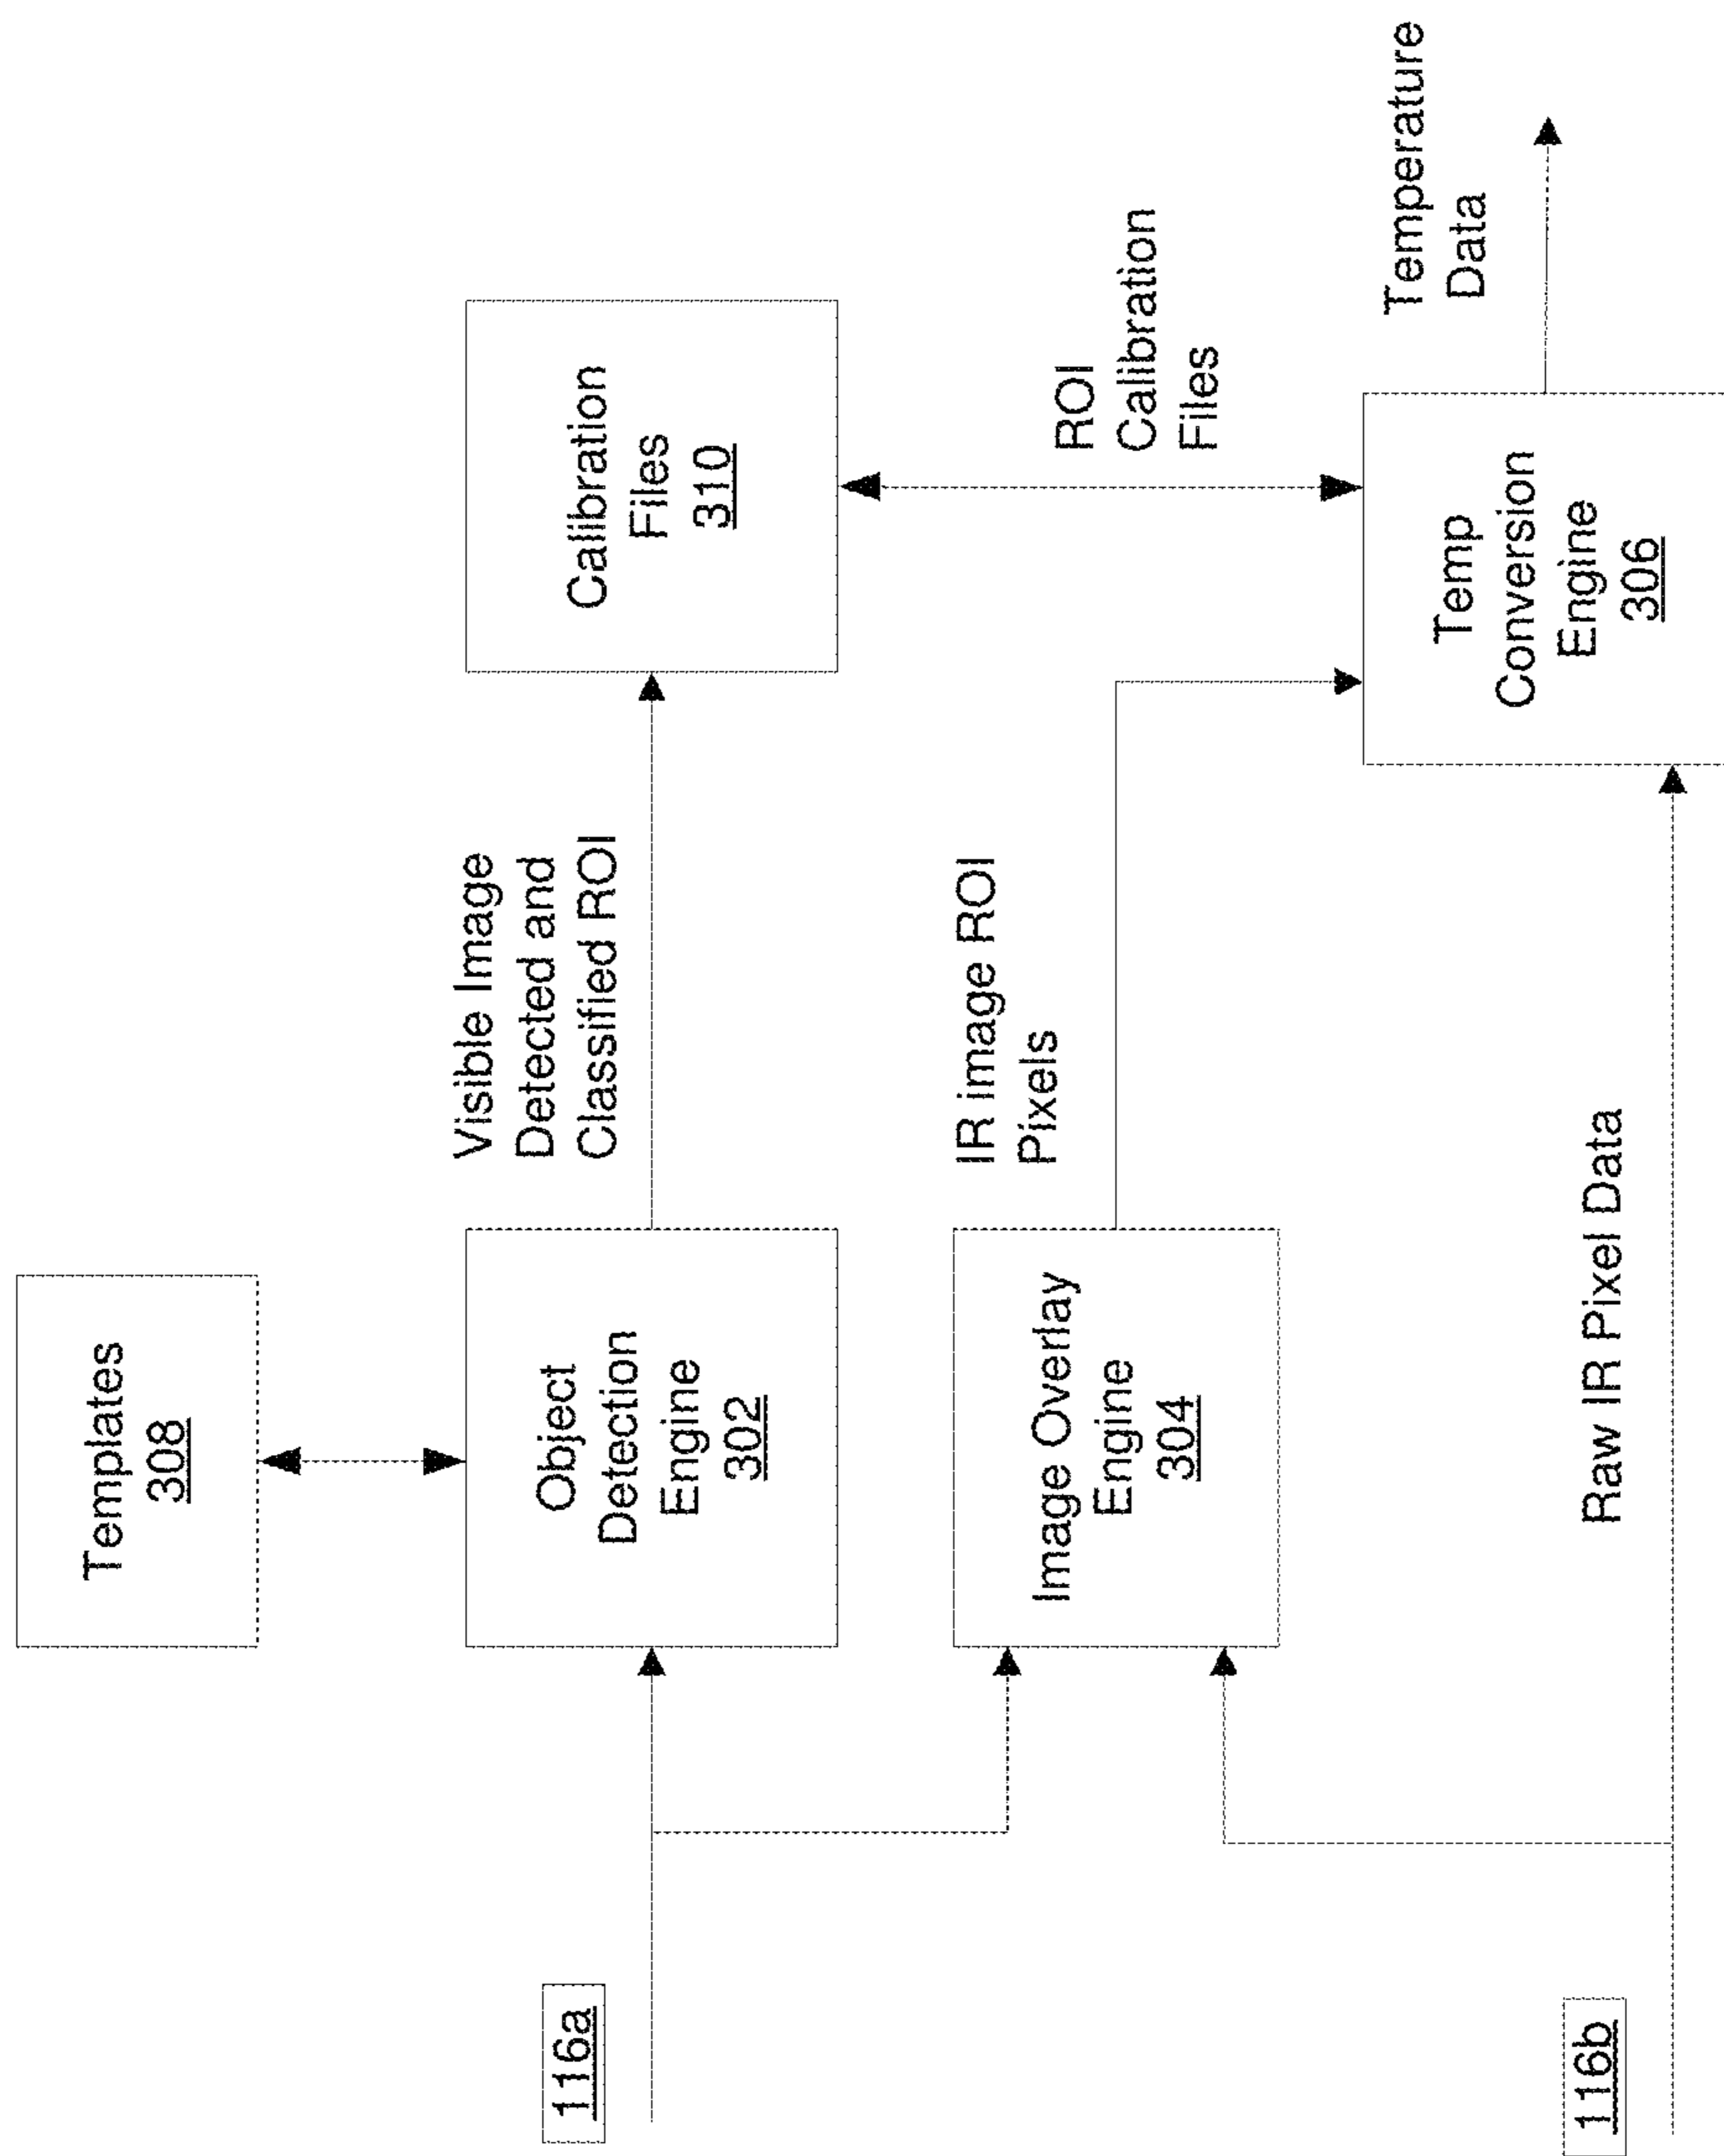 Templates
308
116a
Object
Detection
Engine
302
Visible Image
Detected and
Classified ROI
Calibration
Files
310
Image Overlay
Engine
304
IR image ROI
Pixels
ROI
Calibration
Files
116b
Raw IR Pixel Data
Temp
Conversion
Engine
306
Temperature
Data